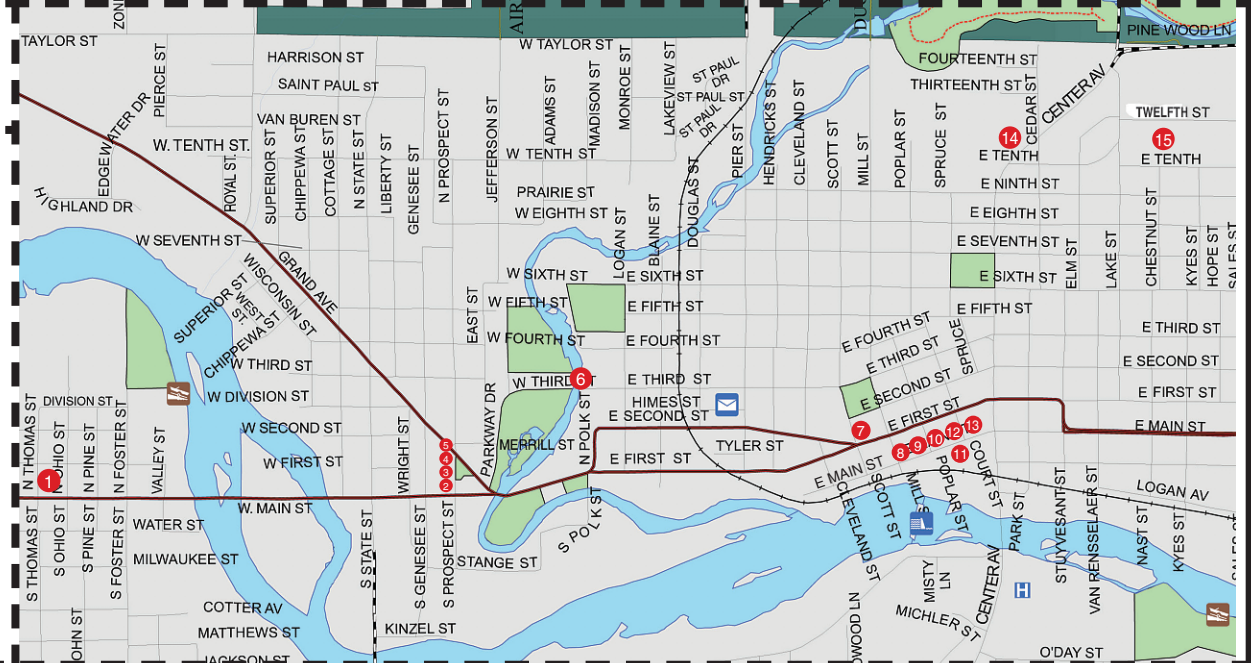 ZON
AIR
TAYLOR ST
PIERCE ST
HARRISON ST
SAINT PAUL ST
VAN BUREN ST
W. TENTH ST.
EDGEWATER DR
HIGHLAND DR
ROYAL ST.
SUPERIOR ST
CHIPPEWA ST
COTTAGE ST
N STATE ST
LIBERTY ST
GENESEE ST
N PROSPECT ST
JEFFERSON ST
W TAYLOR ST
ADAMS ST
MADISON ST
MONROE ST
LAKEVIEW ST
ST PAUL
DR
ST PAUL ST
ST PAUL
DR
W TENTH ST
PRAIRIE ST
W EIGHTH ST
LOGAN ST
BLAINE ST
DOUGLAS ST
PIER ST
HENDRICKS ST
CLEVELAND ST
SCOTT ST
MILL ST
POPLAR ST
SPRUCE ST
PINE WOOD LN
FOURTEENTH ST
THIRTEENTH ST
CEDAR ST
CENTER AV
TWELFTH ST
14
15
E TENTH
E TENTH
E NINTH ST
E EIGHTH ST
E SEVENTH ST
E SIXTH ST
E FIFTH ST
ELM ST
LAKE ST
CHESTNUT ST
KYES ST
HOPE ST
SALES S
W SEVENTH ST
SUPERIOR ST
WISCONSIN ST
WEST
ST.
CHIPPEWA ST
GRAND AVE
W SIXTH ST
E SIXTH ST
W FIFTH ST
E FIFTH ST
EAST ST
W FOURTH ST
E FOURTH ST
W THIRD ST
W THIRD ST
6
E THIRD ST
W DIVISION ST
DIVISION ST
HIMES ST
E SECOND ST
E FOURTH ST
E THIRD ST
E SECOND ST
E FIRST ST
SPRUCE
E THIRD ST
E SECOND ST
E FIRST ST
E MAIN ST
N THOMAS ST
N OHIO ST
N PINE ST
N FOSTER ST
VALLEY ST
W SECOND ST
W FIRST ST
WRIGHT ST
5
4
3
2
PARKWAY DR
MERRILL ST
N POLK ST
E FIRST ST
TYLER ST
7
8
9
10
12
13
11
1
E MAIN ST
CLEVELAND ST
SCOTT ST
MILL S
POPLAR ST
COURT ST
LOGAN AV
W. MAIN ST
S THOMAS ST
S OHIO ST
S PINE ST
S FOSTER ST
WATER ST
MILWAUKEE ST
S STATE ST
S GENESEE ST
S PROSPECT ST
STANGE ST
S POLK ST
PARK ST
STUYVESANT ST
VAN RENSSELAER ST
NAST ST
KYES ST
MISTY
LN
CENTER AV
MICHLER ST
H
COTTER AV
MATTHEWS ST
JACKSON ST
OHN ST
KINZEL ST
DWOOD LN
O'DAY ST